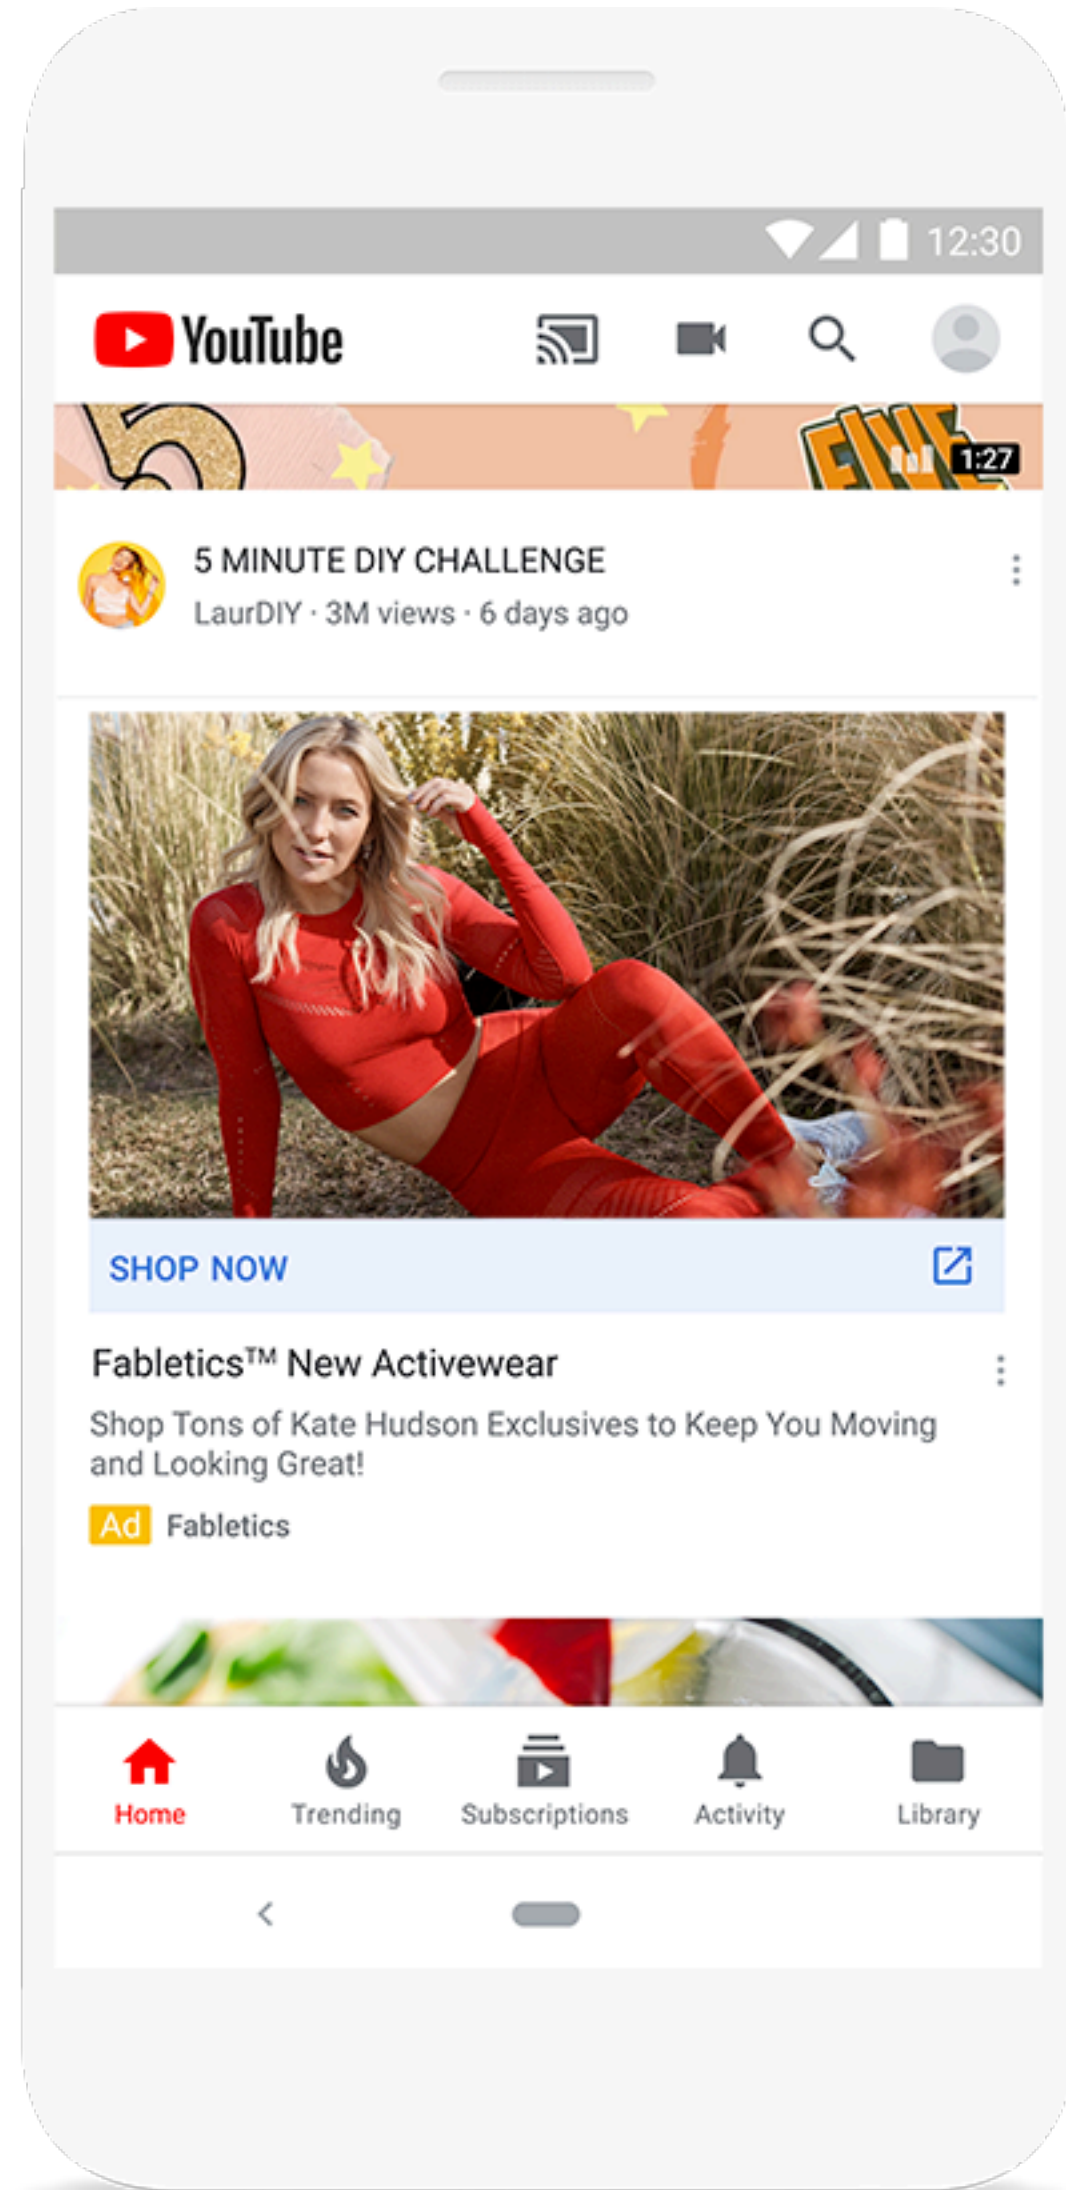 12:30
YouTube
5 FIVE
1:27
5 MINUTE DIY CHALLENGE
LaurDIY · 3M views · 6 days ago
SHOP NOW
Fabletics™ New Activewear
Shop Tons of Kate Hudson Exclusives to Keep You Moving
and Looking Great!
Ad Fabletics
Home Trending Subscriptions Activity Library